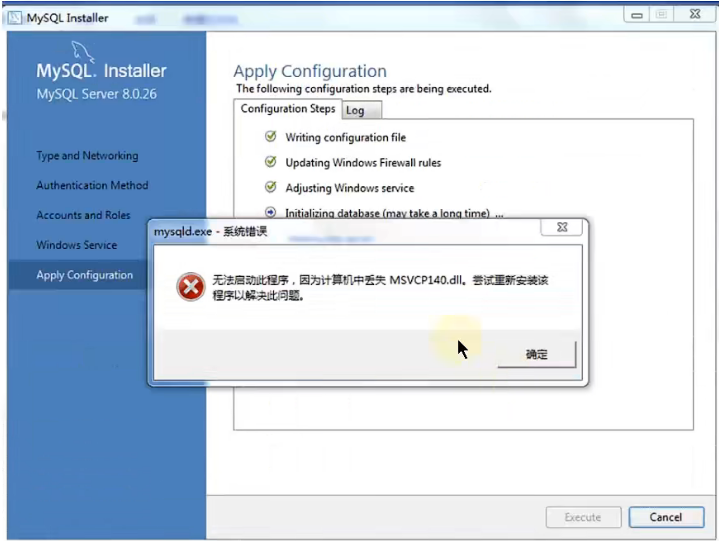 MySQL Installer
MySQL. Installer
MySQL Server 8.0.26
Type and Networking
Authentication Method
Accounts and Roles
Windows Service
Apply Configuration
Apply Configuration
The following configuration steps are being executed.
Configuration Steps
Log
Writing configuration file
Updating Windows Firewall rules
Adjusting Windows service
Initializing database (may take a long time) ...
mysqld.exe - 系统错误
无法启动此程序，因为计算机中丢失 MSVCP140.dll。尝试重新安装该
程序以解决此问题。
确定
Execute
Cancel